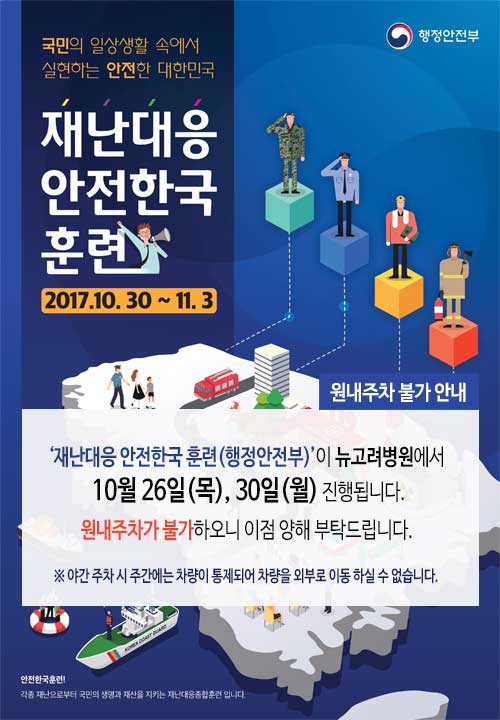 국민의 일상생활 속에서
실현하는 안전한 대한민국
행정안전부
재난대응
안전한국
훈련
2017.10. 30 ~ 11. 3
원내주차 불가 안내
‘재난대응 안전한국 훈련 (행정안전부)’이 뉴고려병원에서
10월 26일(목), 30일(월) 진행됩니다.
원내주차가 불가하오니 이점 양해 부탁드립니다.
※ 야간 주차 시 주간에는 차량이 통제되어 차량을 외부로 이동 하실 수 없습니다.
KOREA COAST GUARD
안전한국훈련!
각종 재난으로부터 국민의 생명과 재산을 지키는 재난대응종합훈련 입니다.